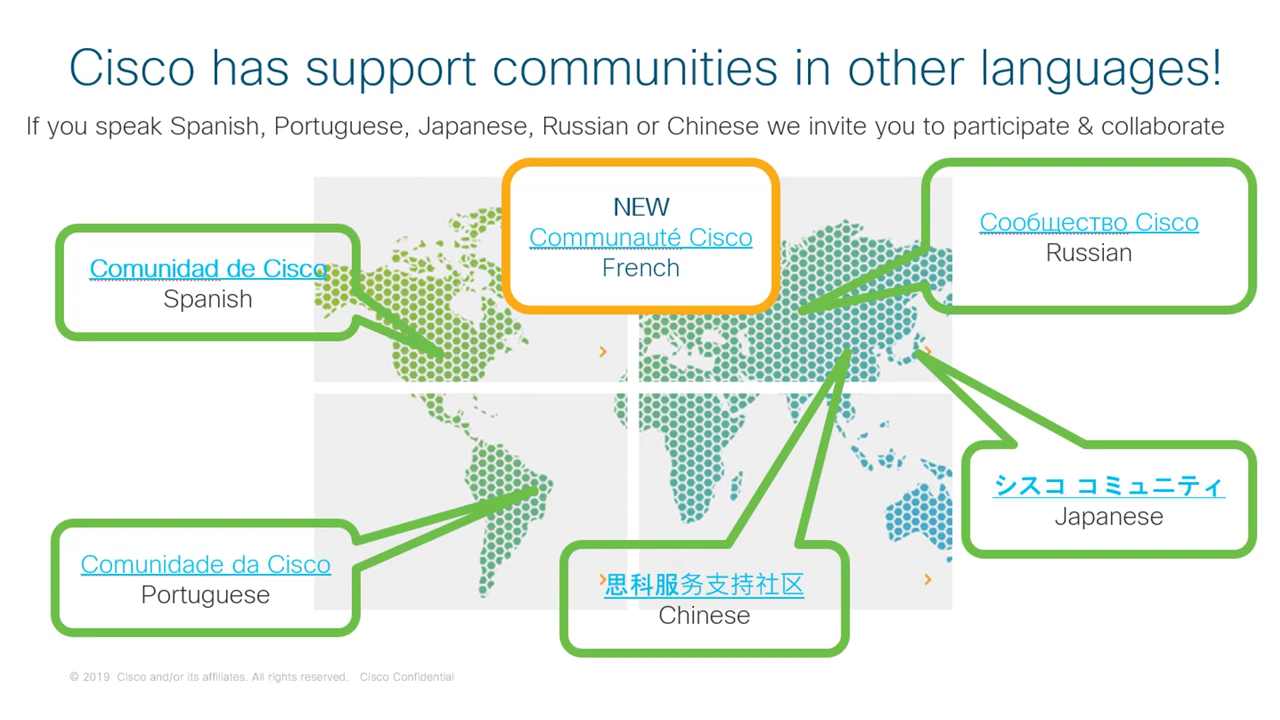 Cisco has support communities in other languages!
If you speak Spanish, Portuguese, Japanese, Russian or Chinese we invite you to participate & collaborate
NEW
Communauté Cisco
French
Сообщество Cisco
Russian
Comunidad de Cisco
Spanish
シスコ コミュニティ
Japanese
Comunidade da Cisco
Portuguese
思科服务支持社区
Chinese
© 2019 Cisco and/or its affiliates. All rights reserved. Cisco Confidential